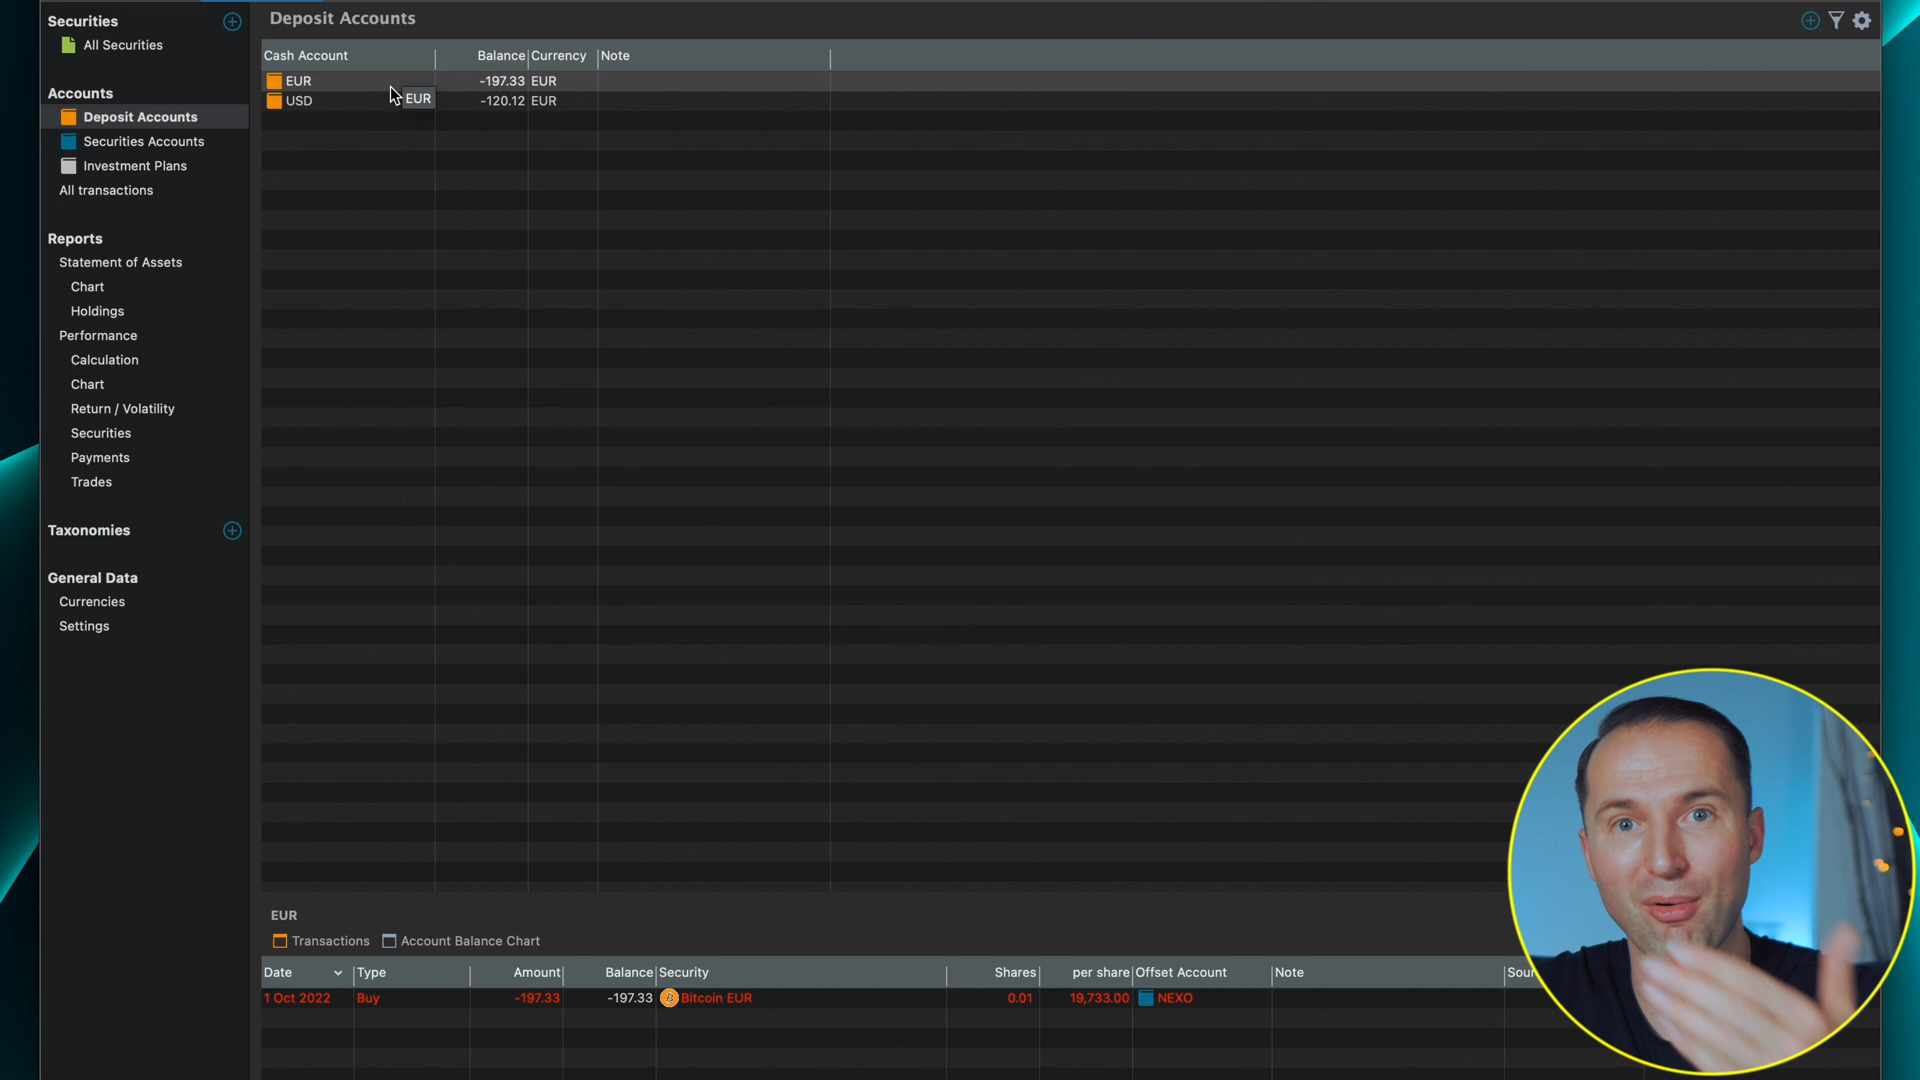 Securities
All Securities
Accounts
Deposit Accounts
Securities Accounts
Investment Plans
All transactions
Reports
Statement of Assets
Chart
Holdings
Performance
Calculation
Chart
Return / Volatility
Securities
Payments
Trades
Taxonomies
General Data
Currencies
Settings
Deposit Accounts
Cash Account Balance Currency Note
EUR -197.33 EUR
USD -120.12 EUR
EUR
EUR
Transactions Account Balance Chart
Date Type Amount Balance Security Shares per share Offset Account Note
1 Oct 2022 Buy -197.33 -197.33 Bitcoin EUR 0.01 19,733.00 NEXO